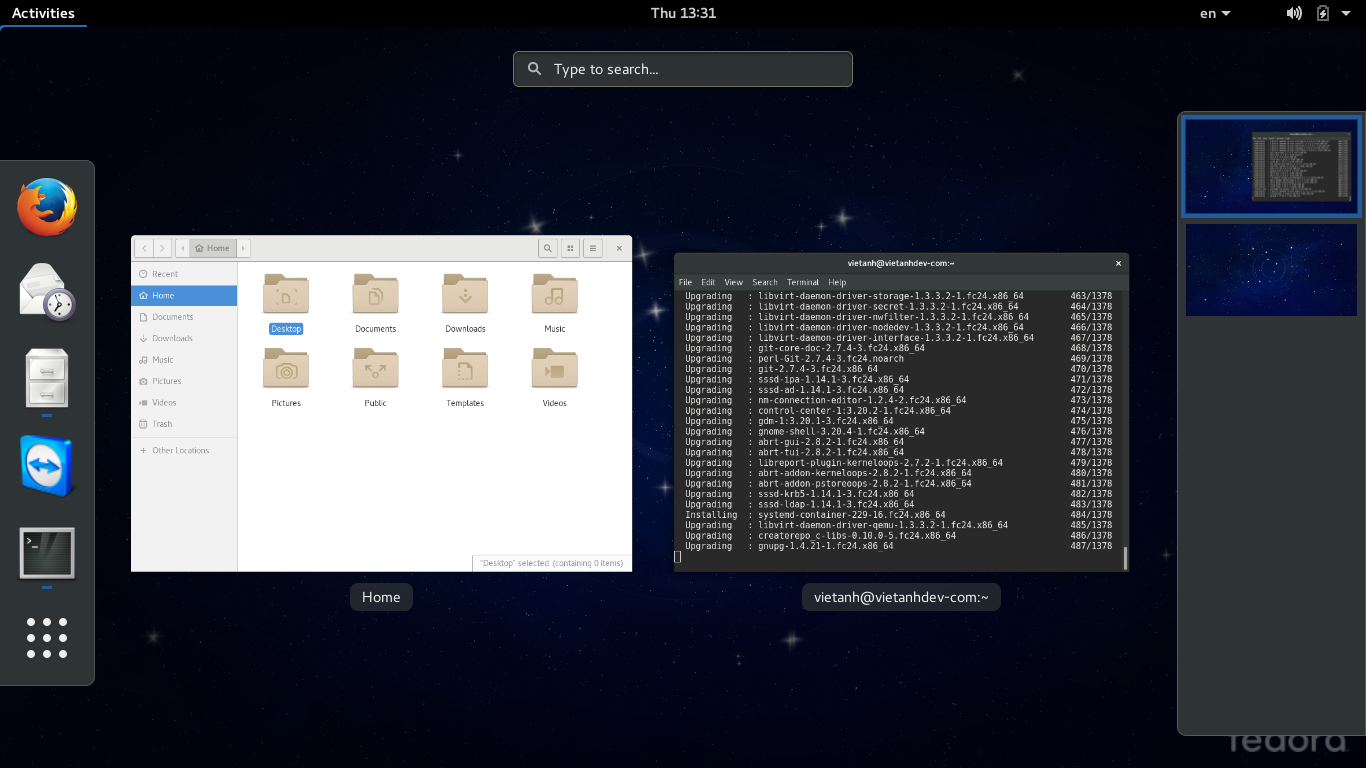 Activities
Thu 13:31
en
Type to search...
Home
Recent
Home
Documents
Downloads
Music
Pictures
Videos
Trash
+ Other Locations
Desktop
Documents
Downloads
Music
Pictures
Public
Templates
Videos
"Desktop" selected (containing 0 items)
Home
vietanh@vietanhdev-com:~
File Edit View Search Terminal Help
Upgrading : libvirt-daemon-driver-storage-1.3.3.2-1.fc24.x86_64 463/1378
Upgrading : libvirt-daemon-driver-secret-1.3.3.2-1.fc24.x86_64 464/1378
Upgrading : libvirt-daemon-driver-nwfilter-1.3.3.2-1.fc24.x86_64 465/1378
Upgrading : libvirt-daemon-driver-nodedev-1.3.3.2-1.fc24.x86_64 466/1378
Upgrading : libvirt-daemon-driver-interface-1.3.3.2-1.fc24.x86_64 467/1378
Upgrading : git-core-doc-2.7.4-3.fc24.x86_64 468/1378
Upgrading : perl-Git-2.7.4-3.fc24.noarch 469/1378
Upgrading : git-2.7.4-3.fc24.x86_64 470/1378
Upgrading : sssd-ipa-1.14.1-3.fc24.x86_64 471/1378
Upgrading : sssd-ad-1.14.1-3.fc24.x86_64 472/1378
Upgrading : nm-connection-editor-1.2.4-2.fc24.x86_64 473/1378
Upgrading : control-center-1:3.20.2-1.fc24.x86_64 474/1378
Upgrading : gdm-1:3.20.1-3.fc24.x86_64 475/1378
Upgrading : gnome-shell-3.20.4-1.fc24.x86_64 476/1378
Upgrading : abrt-gui-2.8.2-1.fc24.x86_64 477/1378
Upgrading : abrt-tui-2.8.2-1.fc24.x86_64 478/1378
Upgrading : libreport-plugin-kerneloops-2.7.2-1.fc24.x86_64 479/1378
Upgrading : abrt-addon-kerneloops-2.8.2-1.fc24.x86_64 480/1378
Upgrading : abrt-addon-pstoreoops-2.8.2-1.fc24.x86_64 481/1378
Upgrading : sssd-krb5-1.14.1-3.fc24.x86_64 482/1378
Upgrading : sssd-ldap-1.14.1-3.fc24.x86_64 483/1378
Installing : systemd-container-229-16.fc24.x86_64 484/1378
Upgrading : libvirt-daemon-driver-qemu-1.3.3.2-1.fc24.x86_64 485/1378
Upgrading : createrepo_c-libs-0.10.0-5.fc24.x86_64 486/1378
Upgrading : gnupg-1.4.21-1.fc24.x86_64 487/1378
Home
vietanh@vietanhdev-com:~
fedora